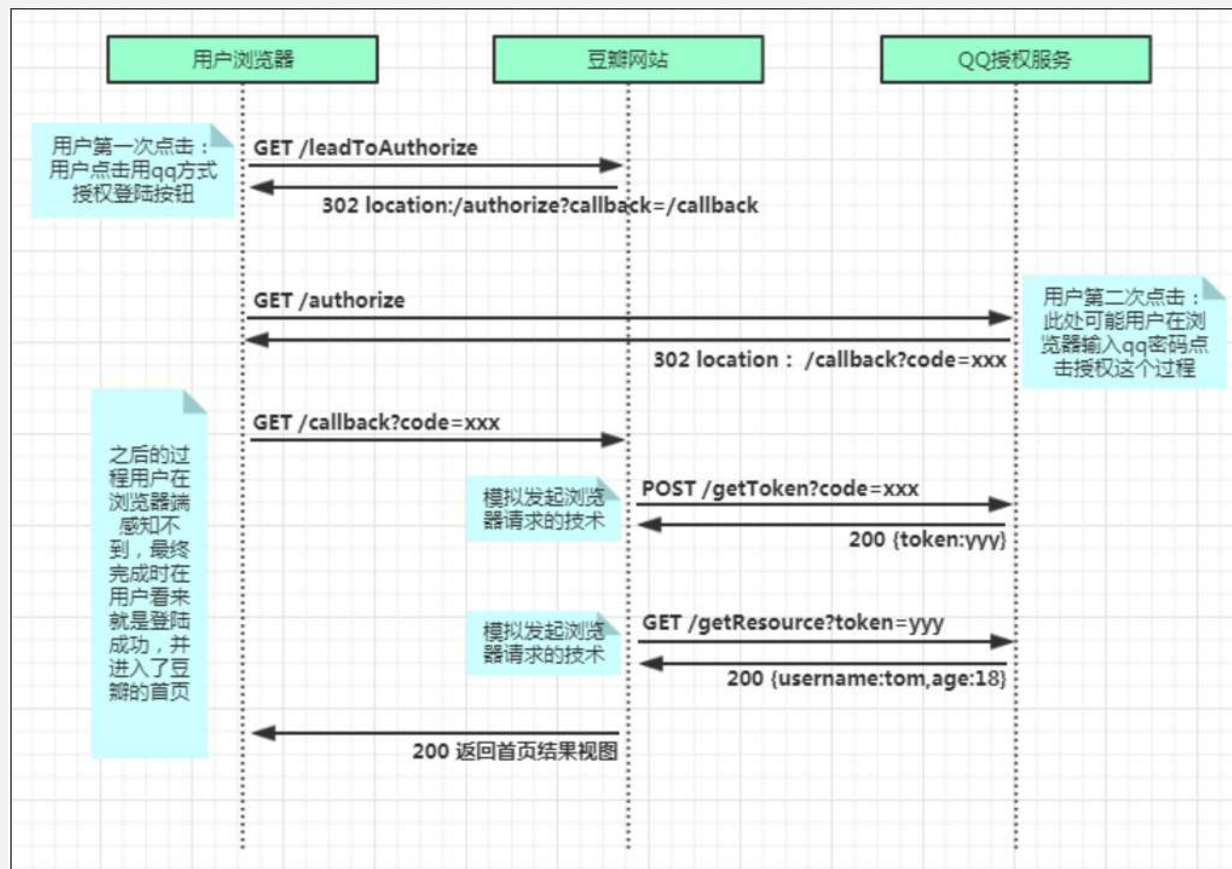 用户浏览器
豆瓣网站
QQ授权服务
用户第一次点击：
用户点击用qq方式
授权登陆按钮
GET /leadToAuthorize
302 location:/authorize?callback=/callback
GET /authorize
302 location： /callback?code=xxx
用户第二次点击：
此处可能用户在浏
览器输入qq密码点
击授权这个过程
GET /callback?code=xxx
之后的过
程用户在
浏览器端
感知不
到，最终
完成时在
用户看来
就是登陆
成功，并
进入了豆
瓣的首页
模拟发起浏览
器请求的技术
POST /getToken?code=xxx
200 {token:yyy}
模拟发起浏览
器请求的技术
GET /getResource?token=yyy
200 {username:tom,age:18}
200 返回首页结果视图